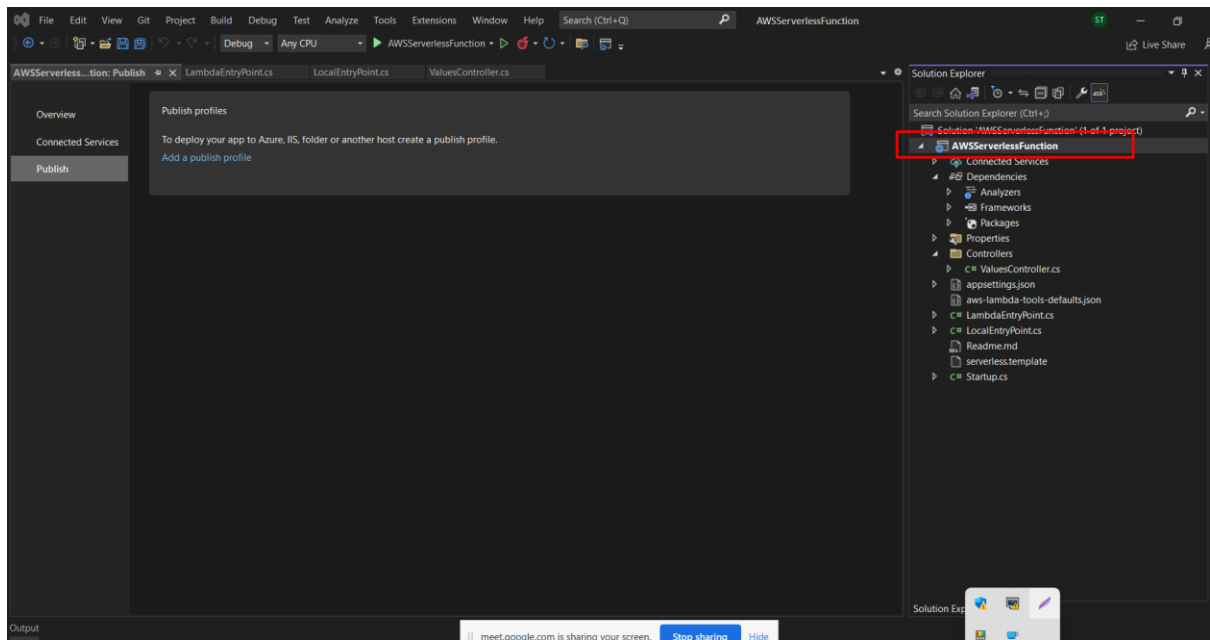 File Edit View Git Project Build Debug Test Analyze Tools Extensions Window Help Search (Ctrl+Q) AWSServerlessFunction ST
Debug Any CPU AWSServerlessFunction Live Share
AWSServerless...tion: Publish LambdaEntryPoint.cs LocalEntryPoint.cs ValuesController.cs
Overview
Connected Services
Publish
Publish profiles
To deploy your app to Azure, IIS, folder or another host create a publish profile.
Add a publish profile
Solution Explorer
Search Solution Explorer (Ctrl+;)
Solution 'AWSServerlessFunction' (1 of 1 project)
AWSServerlessFunction
Connected Services
Dependencies
Analyzers
Frameworks
Packages
Properties
Controllers
C# ValuesController.cs
appsettings.json
aws-lambda-tools-defaults.json
C# LambdaEntryPoint.cs
C# LocalEntryPoint.cs
Readme.md
serverless.template
C# Startup.cs
Solution Exp
Output
meet.google.com is sharing your screen. Stop sharing Hide